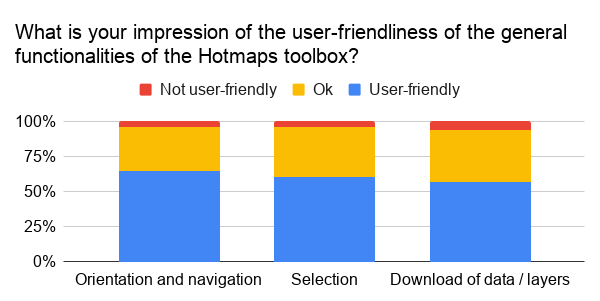 What is your impression of the user-friendliness of the general
functionalities of the Hotmaps toolbox?
Not user-friendly Ok User-friendly
100%
75%
50%
25%
0%
Orientation and navigation Selection Download of data / layers